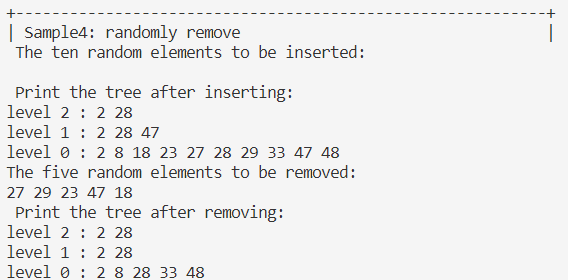 +------------------------------------------------------+
| Sample4: randomly remove |
The ten random elements to be inserted:
Print the tree after inserting:
level 2 : 2 28
level 1 : 2 28 47
level 0 : 2 8 18 23 27 28 29 33 47 48
The five random elements to be removed:
27 29 23 47 18
Print the tree after removing:
level 2 : 2 28
level 1 : 2 28
level 0 : 2 8 28 33 48